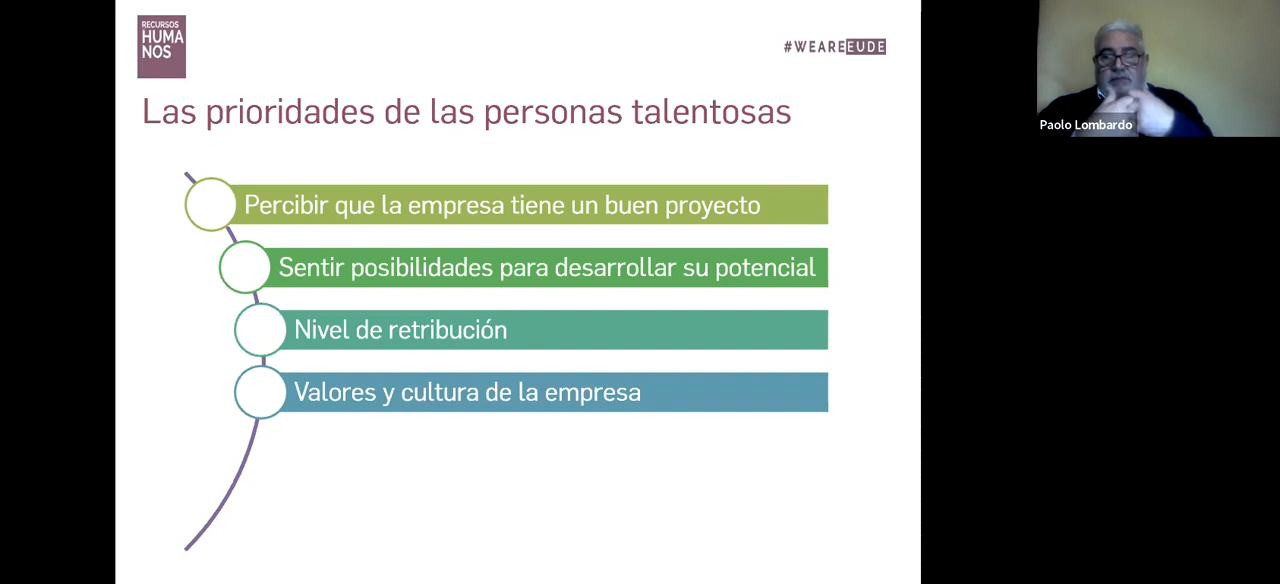 RECURSOS
HUMA
NOS
#WEAREEUDE
Las prioridades de las personas talentosas
Percibir que la empresa tiene un buen proyecto
Sentir posibilidades para desarrollar su potencial
Nivel de retribución
Valores y cultura de la empresa
Paolo Lombardo